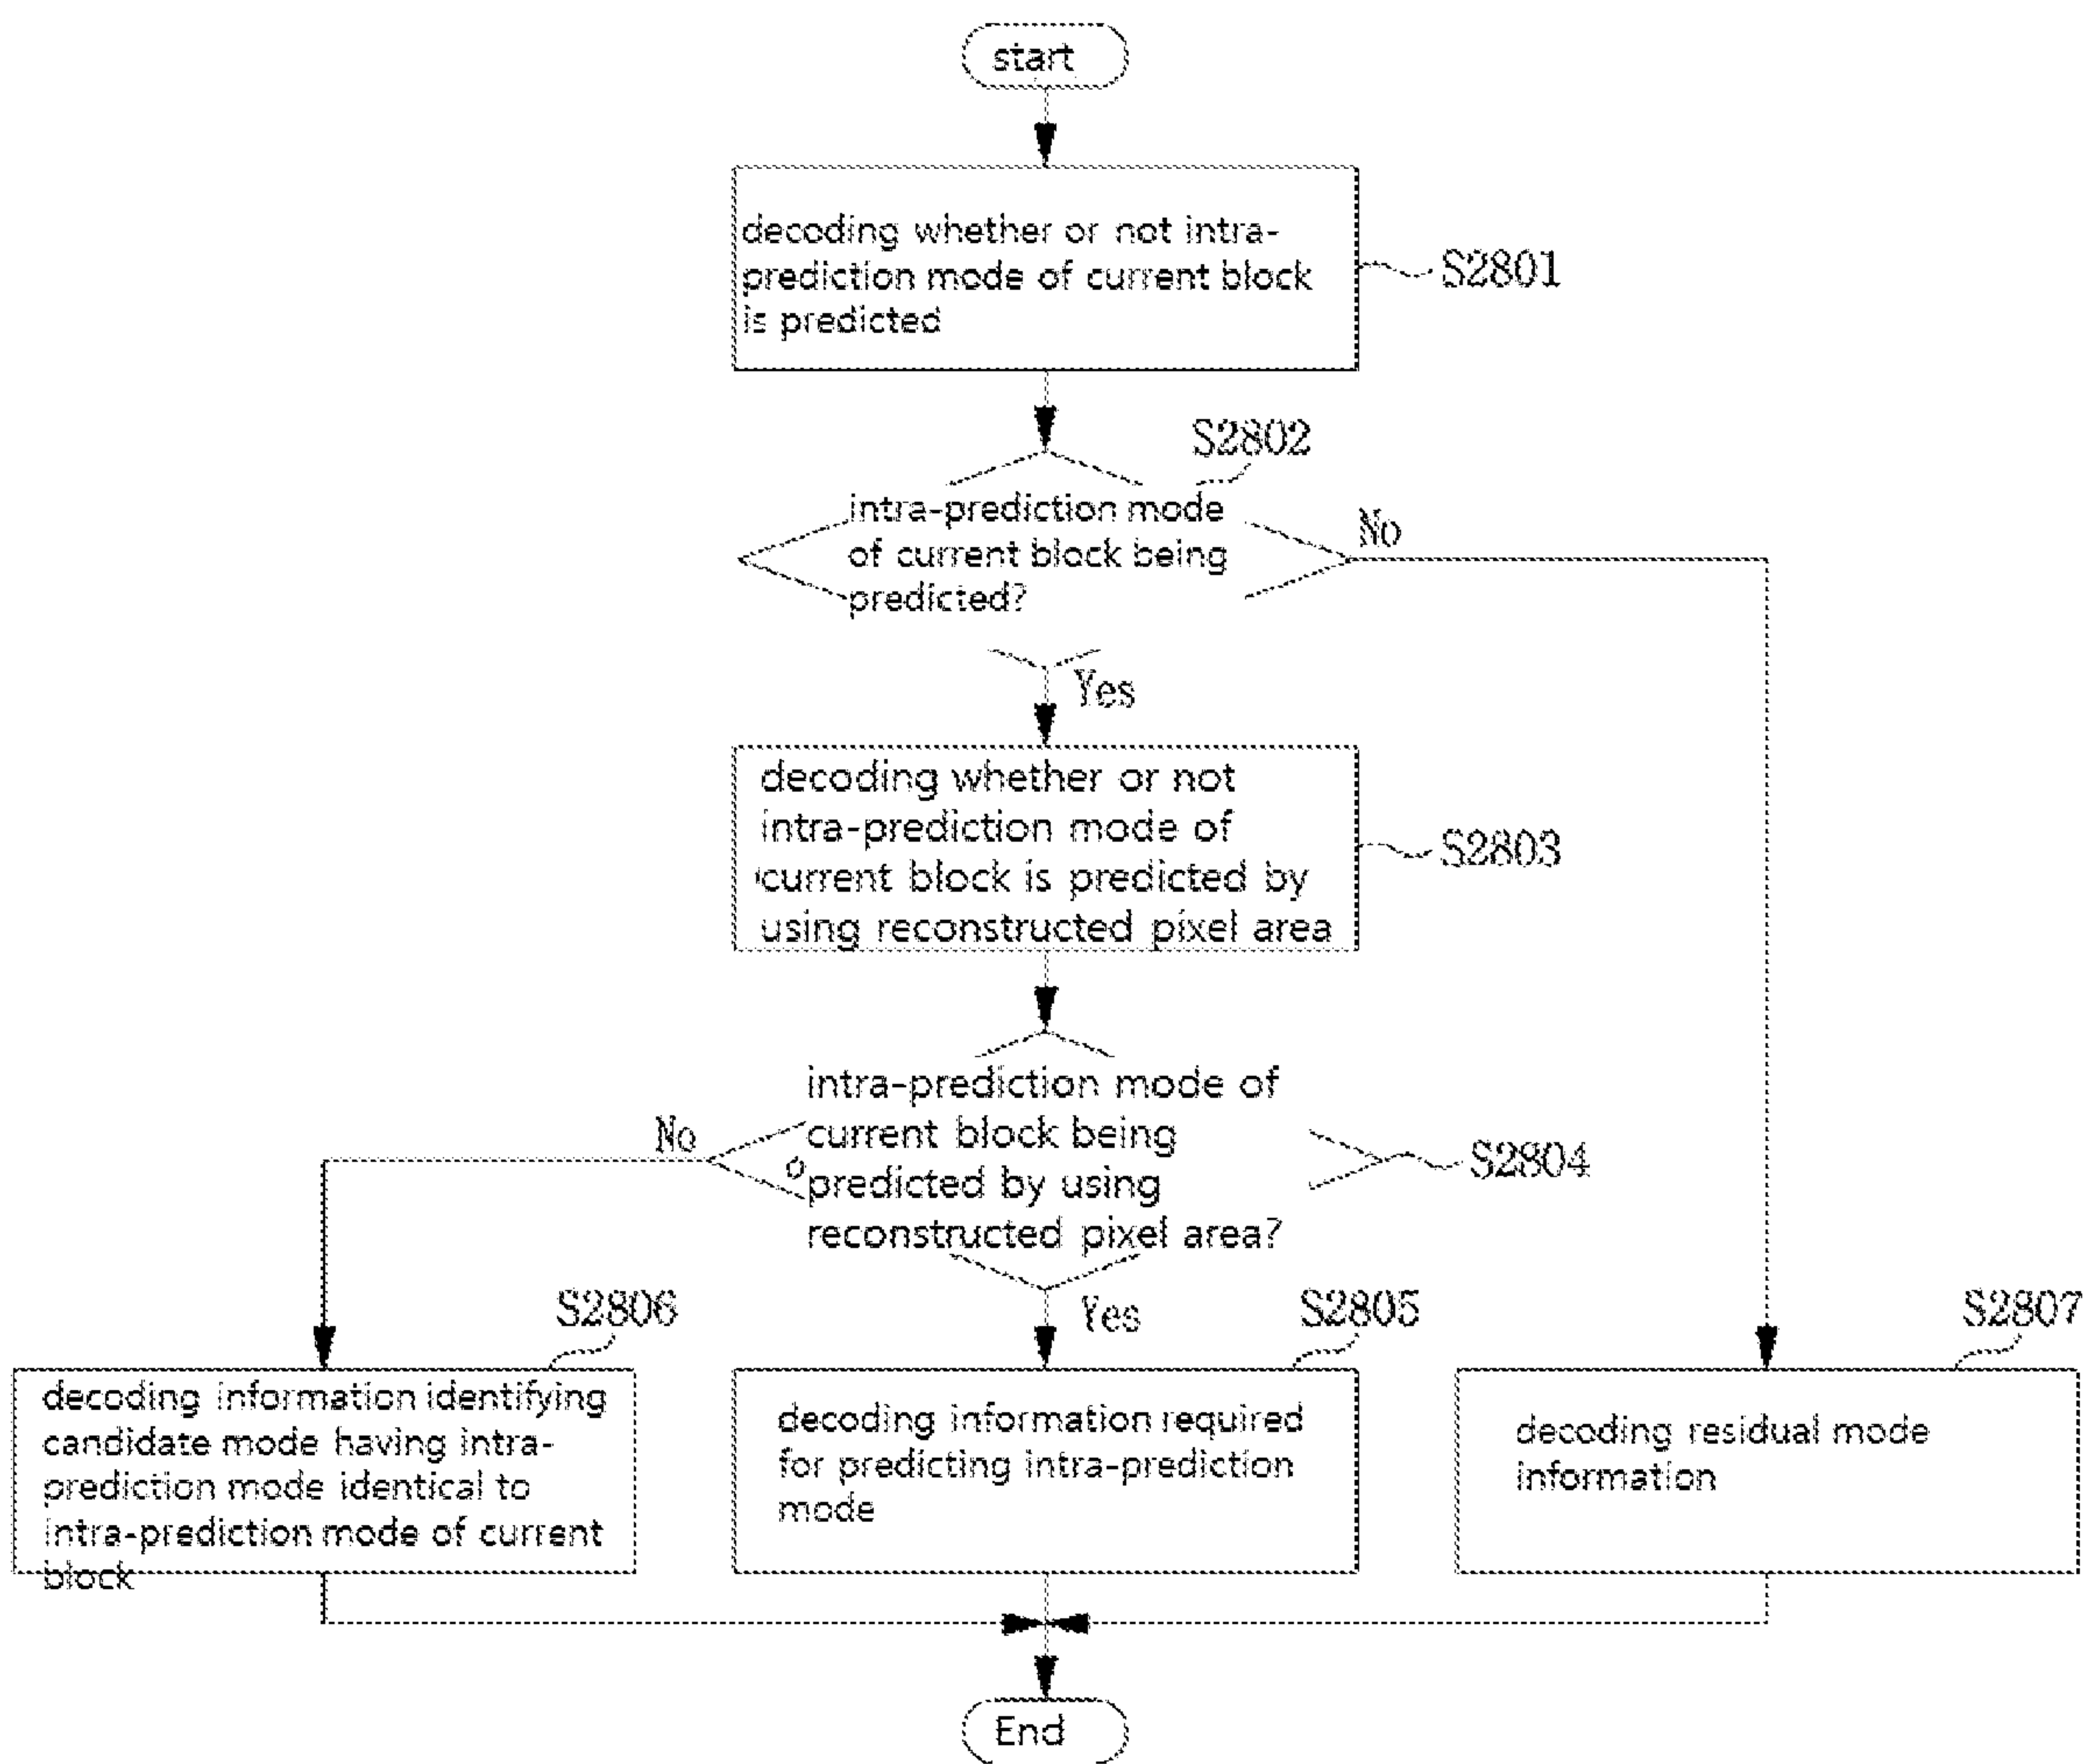 start
decoding whether or not intra-
prediction mode of current block
is predicted
S2801
S2802
intra-prediction mode
of current block being
predicted?
No
Yes
decoding whether or not
intra-prediction mode of
current block is predicted by
using reconstructed pixel area
S2803
intra-prediction mode of
current block being
predicted by using
reconstructed pixel area?
No
S2804
Yes
S2806
decoding information identifying
candidate mode having intra-
prediction mode identical to
intra-prediction mode of current
block
S2805
decoding information required
for predicting intra-prediction
mode
S2807
decoding residual mode
information
End